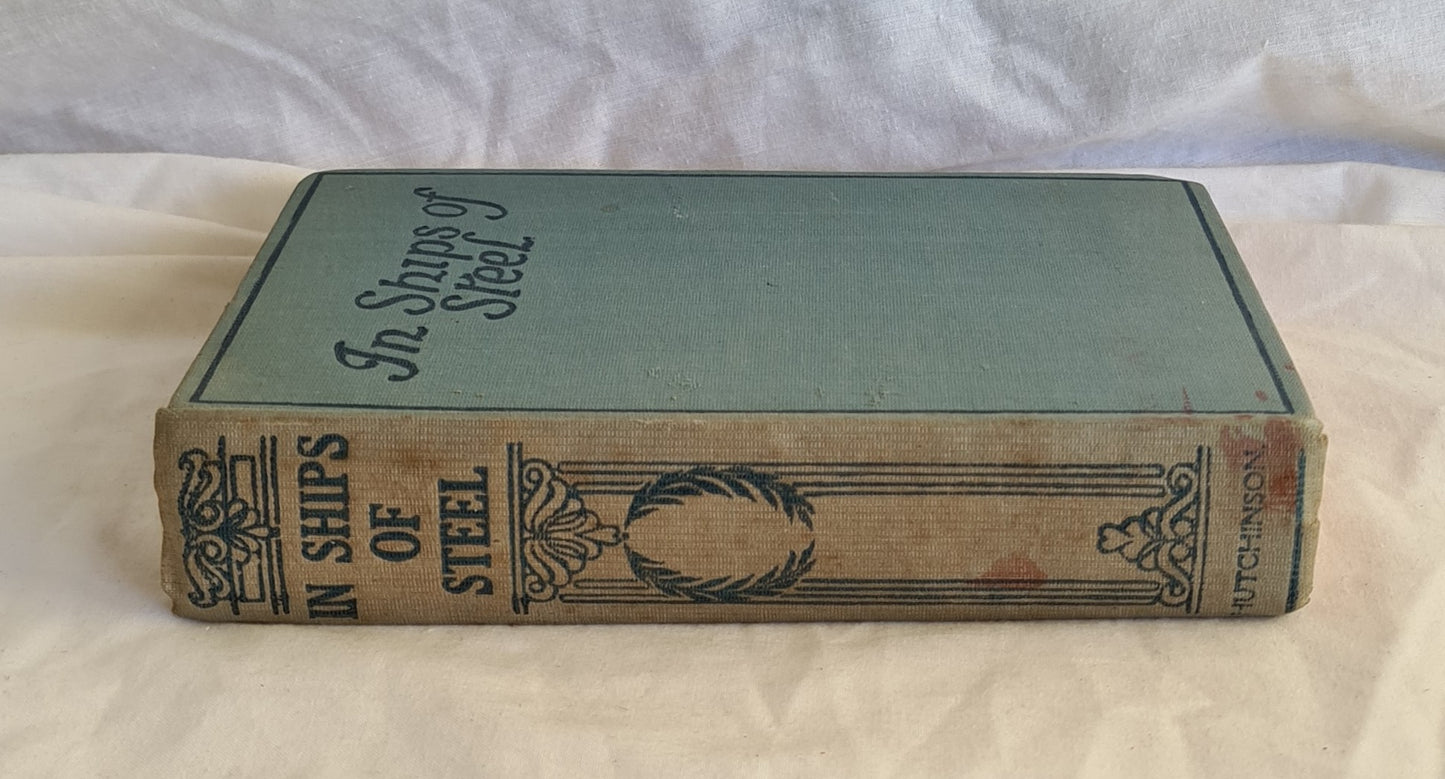 In Ships of
Steel
IN SHIPS
OF
STEEL
HUTCHINSON